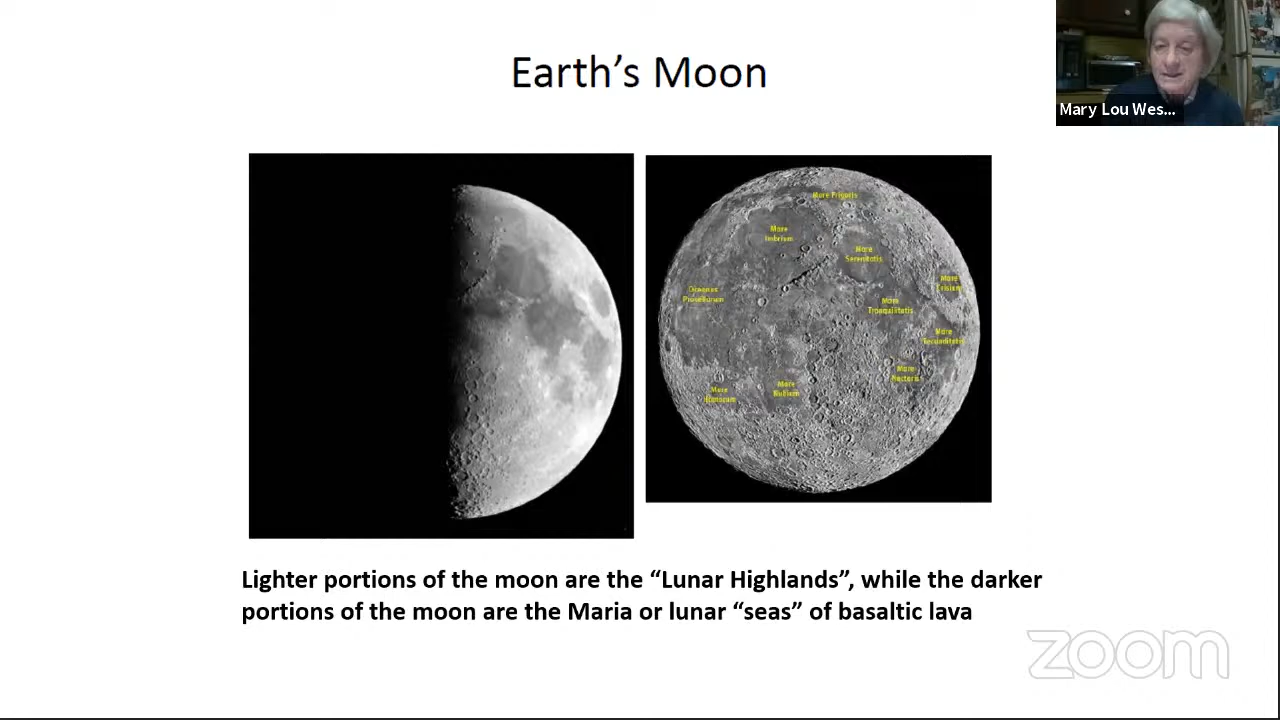 Earth’s Moon
Mary Lou Wes...
Mare Frigoris
Mare
Imbrium
Mare
Serenitatis
Mare
Crisium
Oceanus
Procellarum
Mare
Tranquilitatis
Mare
Fecunditatis
Mare
Nectaris
Mare
Humorum
Mare
Nubium
Lighter portions of the moon are the “Lunar Highlands”, while the darker
portions of the moon are the Maria or lunar “seas” of basaltic lava
zoom